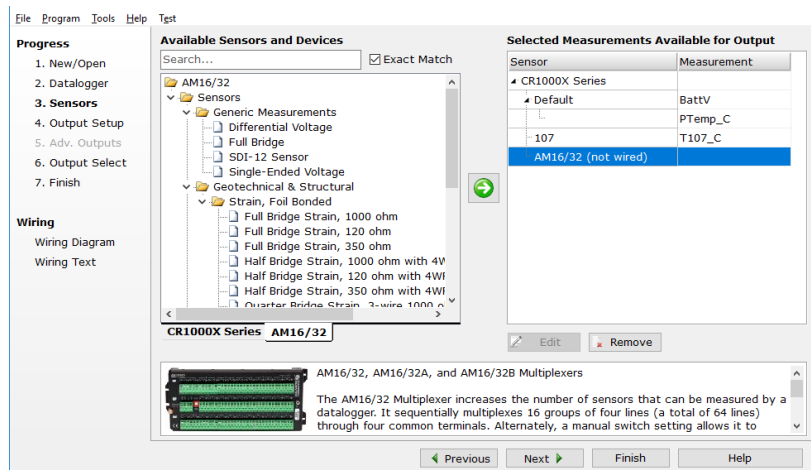 File Program Tools Help Test
Progress
1. New/Open
2. Datalogger
3. Sensors
4. Output Setup
5. Adv. Outputs
6. Output Select
7. Finish
Wiring
Wiring Diagram
Wiring Text
Available Sensors and Devices
Search... Exact Match
AM16/32
Sensors
Generic Measurements
Differential Voltage
Full Bridge
SDI-12 Sensor
Single-Ended Voltage
Geotechnical & Structural
Strain, Foil Bonded
Full Bridge Strain, 1000 ohm
Full Bridge Strain, 120 ohm
Full Bridge Strain, 350 ohm
Half Bridge Strain, 1000 ohm with 4W
Half Bridge Strain, 120 ohm with 4WF
Half Bridge Strain, 350 ohm with 4WF
Quarter Bridge Strain, 3-wire 1000 o
CR1000X Series AM16/32
Selected Measurements Available for Output
Sensor Measurement
CR1000X Series
Default BattV
PTemp_C
107 T107_C
AM16/32 (not wired)
Edit Remove
AM16/32, AM16/32A, and AM16/32B Multiplexers
The AM16/32 Multiplexer increases the number of sensors that can be measured by a
datalogger. It sequentially multiplexes 16 groups of four lines (a total of 64 lines)
through four common terminals. Alternately, a manual switch setting allows it to
Previous Next Finish Help